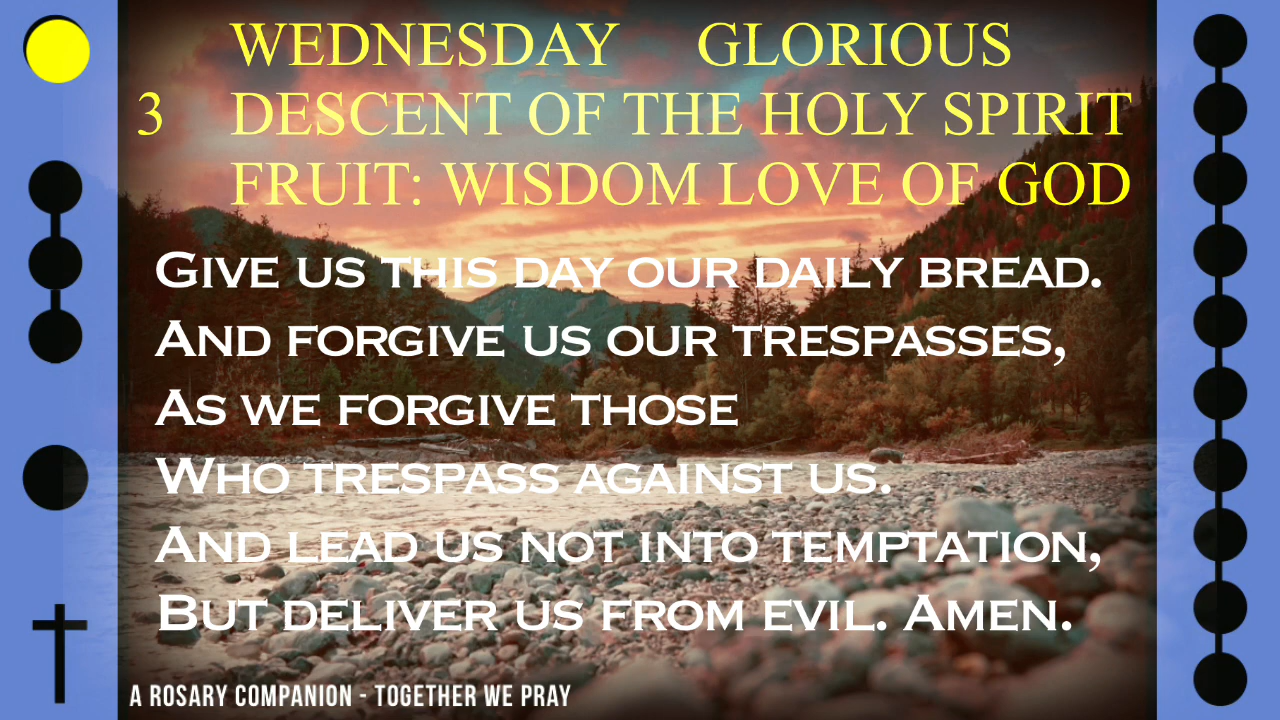 WEDNESDAY GLORIOUS
3 DESCENT OF THE HOLY SPIRIT
FRUIT: WISDOM LOVE OF GOD
GIVE US THIS DAY OUR DAILY BREAD.
AND FORGIVE US OUR TRESPASSES,
AS WE FORGIVE THOSE
WHO TRESPASS AGAINST US.
AND LEAD US NOT INTO TEMPTATION,
BUT DELIVER US FROM EVIL. AMEN.
A ROSARY COMPANION - TOGETHER WE PRAY